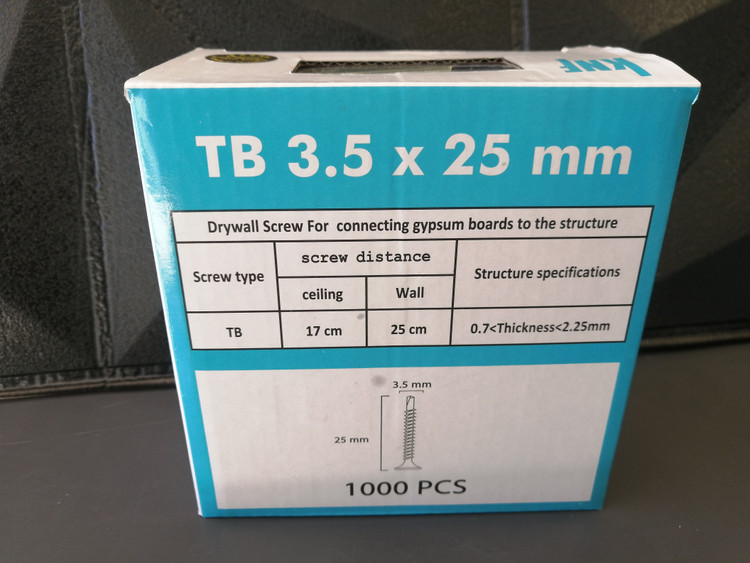 KNF
TB 3.5 x 25 mm
Drywall Screw For connecting gypsum boards to the structure
Screw type
screw distance
Structure specifications
ceiling
Wall
TB
17 cm
25 cm
0.7<Thickness<2.25mm
3.5 mm
25 mm
1000 PCS